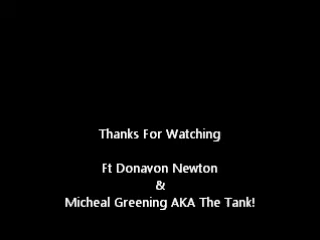 Thanks For Watching
Ft Donavon Newton
&
Micheal Greening AKA The Tank!